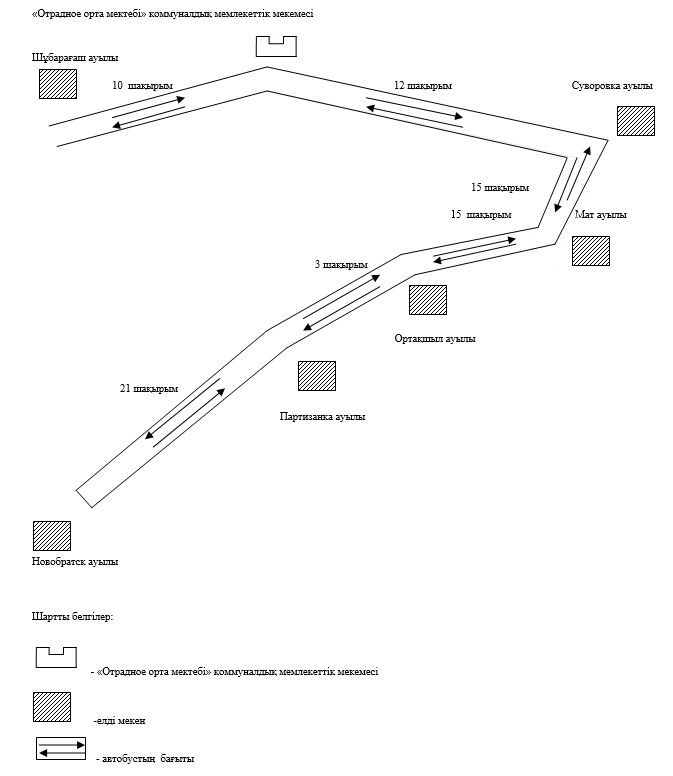 «Отрадное орта мектебі» коммуналдық мемлекеттік мекемесі
Шұбарағаш ауылы
10 шақырым
12 шақырым
Суворовка ауылы
15 шақырым
15 шақырым
Мат ауылы
3 шақырым
Ортақшыл ауылы
21 шақырым
Партизанка ауылы
Новобратск ауылы
Шартты белгілер:
- «Отрадное орта мектебі» коммуналдық мемлекеттік мекемесі
-елді мекен
- автобустың бағыты